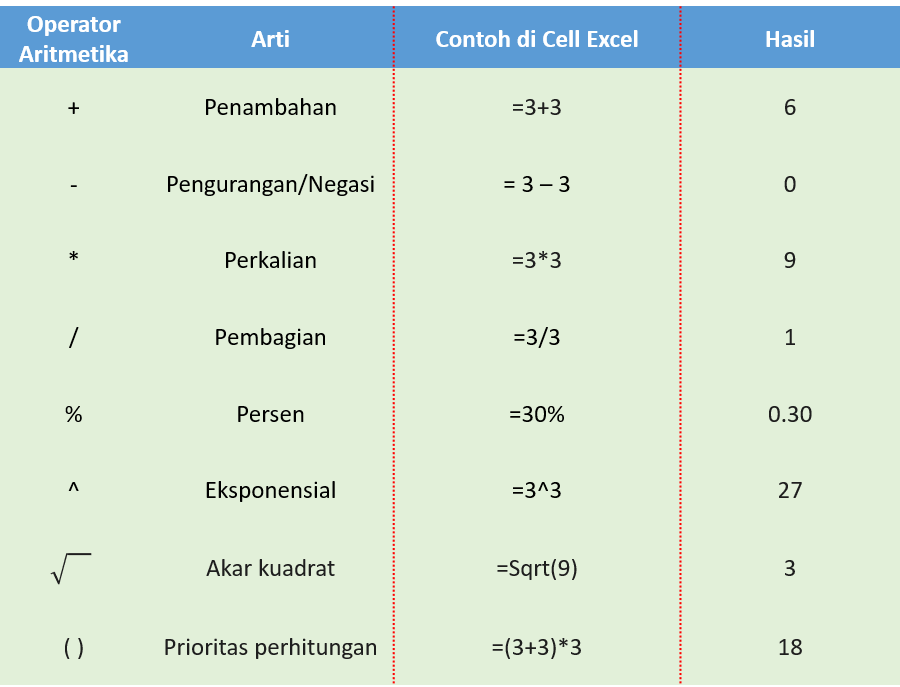 Operator Aritmetika Arti Contoh di Cell Excel Hasil
+ Penambahan =3+3 6
- Pengurangan/Negasi = 3 – 3 0
* Perkalian =3*3 9
/ Pembagian =3/3 1
% Persen =30% 0.30
^ Eksponensial =3^3 27
√ Akar kuadrat =Sqrt(9) 3
( ) Prioritas perhitungan =(3+3)*3 18